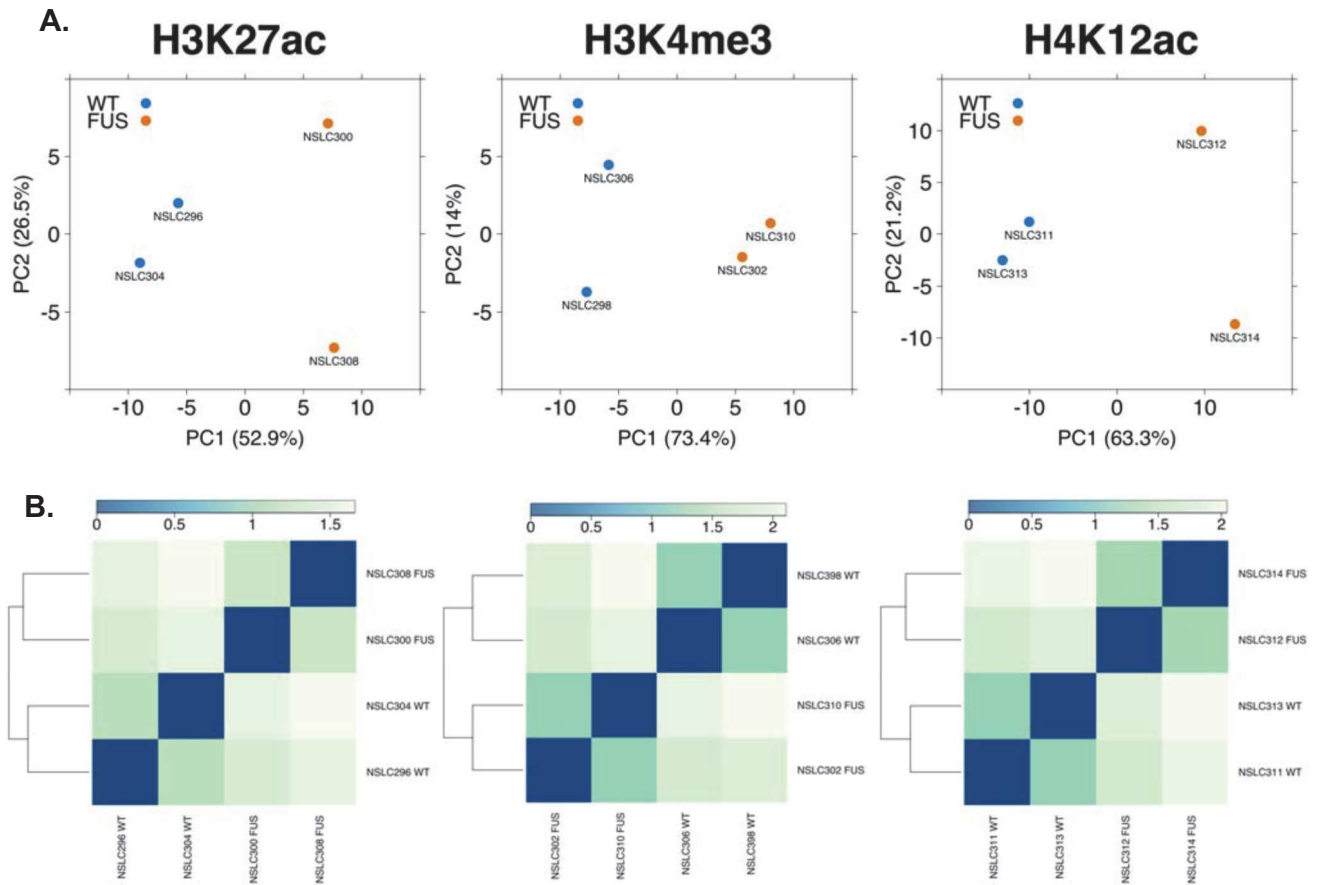 A.
H3K27ac
H3K4me3
H4K12ac
WT
FUS
NSLC300
NSLC296
NSLC304
NSLC308
5
0
-5
PC2 (26.5%)
-10 -5 0 5 10
PC1 (52.9%)
WT
FUS
NSLC306
NSLC310
NSLC302
NSLC298
5
0
-5
PC2 (14%)
-10 -5 0 5 10
PC1 (73.4%)
WT
FUS
NSLC312
NSLC311
NSLC313
NSLC314
10
5
0
-5
-10
PC2 (21.2%)
-10 0 10
PC1 (63.3%)
B.
0 0.5 1 1.5
NSLC308 FUS
NSLC300 FUS
NSLC304 WT
NSLC296 WT
NSLC296 WT
NSLC304 WT
NSLC300 FUS
NSLC308 FUS
0 0.5 1 1.5 2
NSLC398 WT
NSLC306 WT
NSLC310 FUS
NSLC302 FUS
NSLC302 FUS
NSLC310 FUS
NSLC306 WT
NSLC398 WT
0 0.5 1 1.5 2
NSLC314 FUS
NSLC312 FUS
NSLC313 WT
NSLC311 WT
NSLC311 WT
NSLC313 WT
NSLC312 FUS
NSLC314 FUS